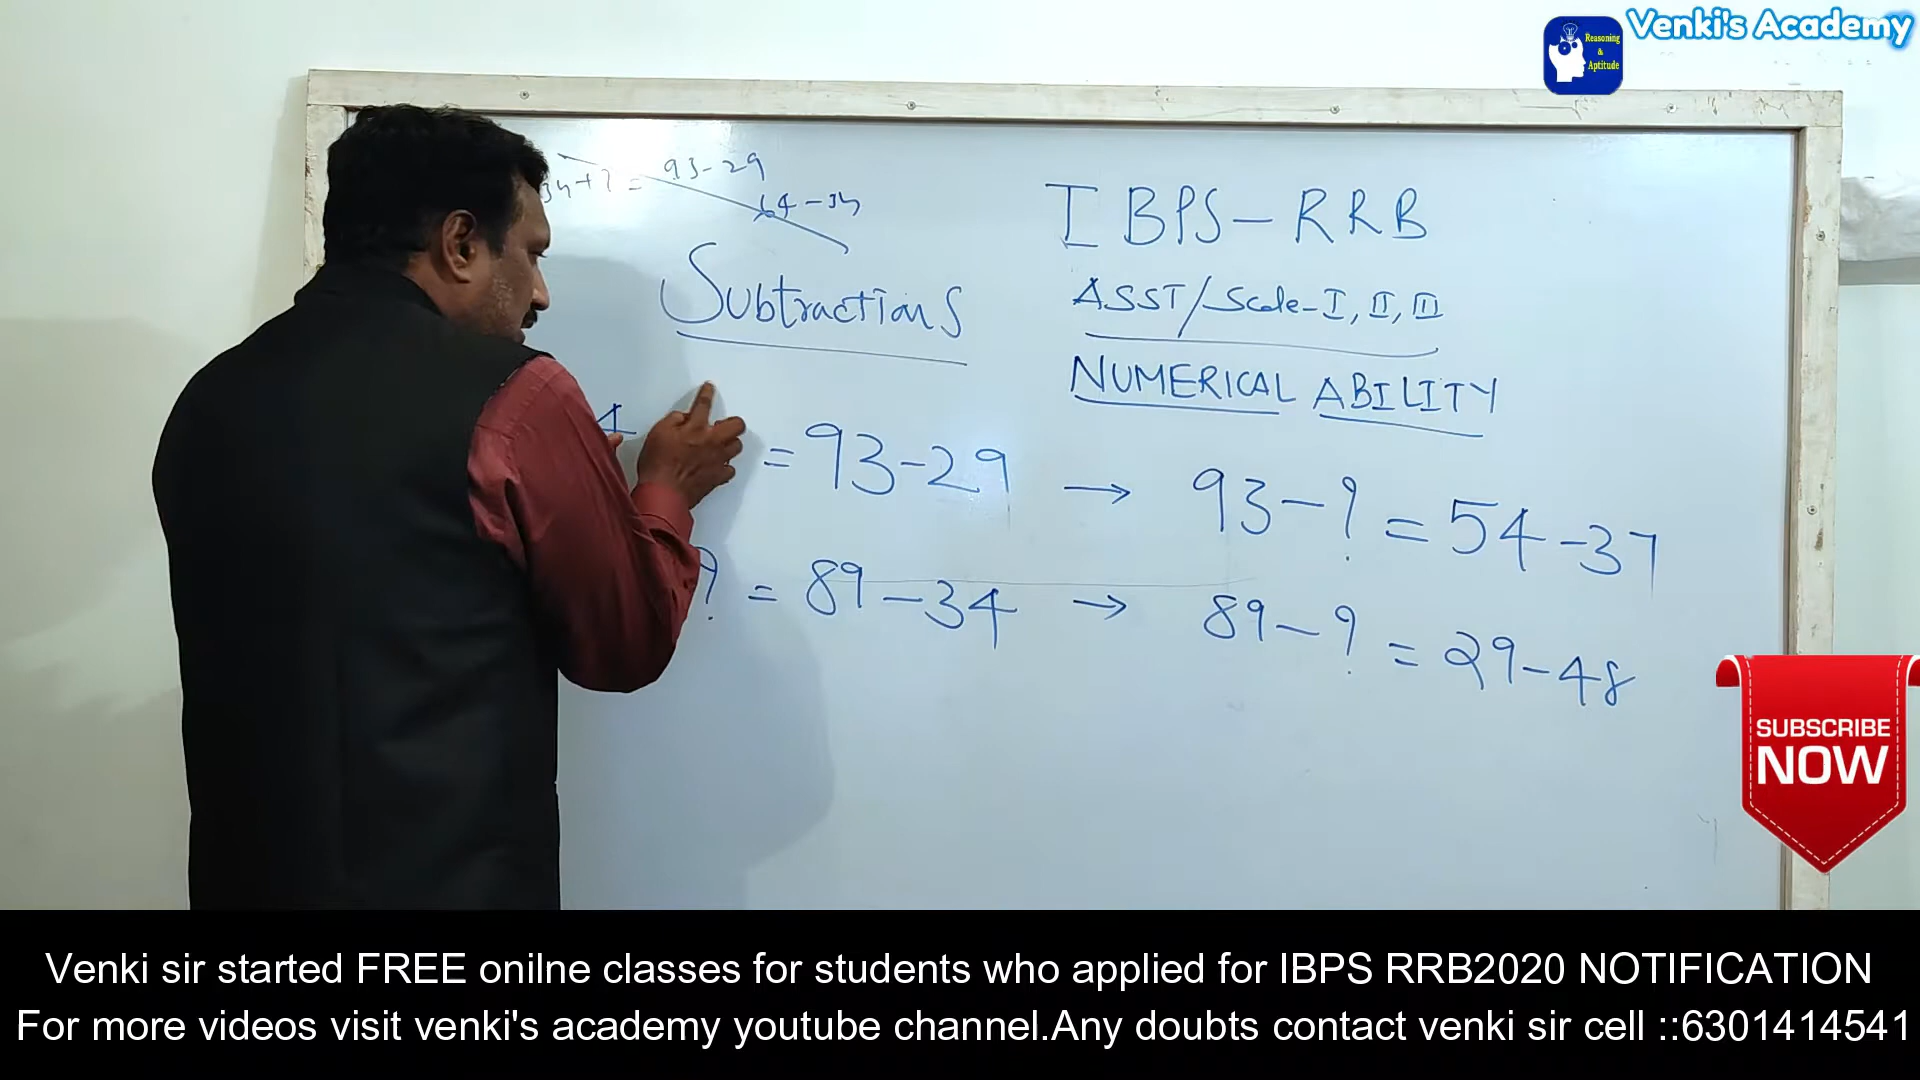 Venki's Academy
Reasoning
&
Aptitude
34+? = 93-29
64-34
IBPS-RRB
Subtractions
ASST/Scale-I, II, III
NUMERICAL ABILITY
4 = 93-29 → 93-? = 54-37
? = 89-34 → 89-? = 29-48
SUBSCRIBE
NOW
Venki sir started FREE onilne classes for students who applied for IBPS RRB2020 NOTIFICATION
For more videos visit venki's academy youtube channel.Any doubts contact venki sir cell ::6301414541